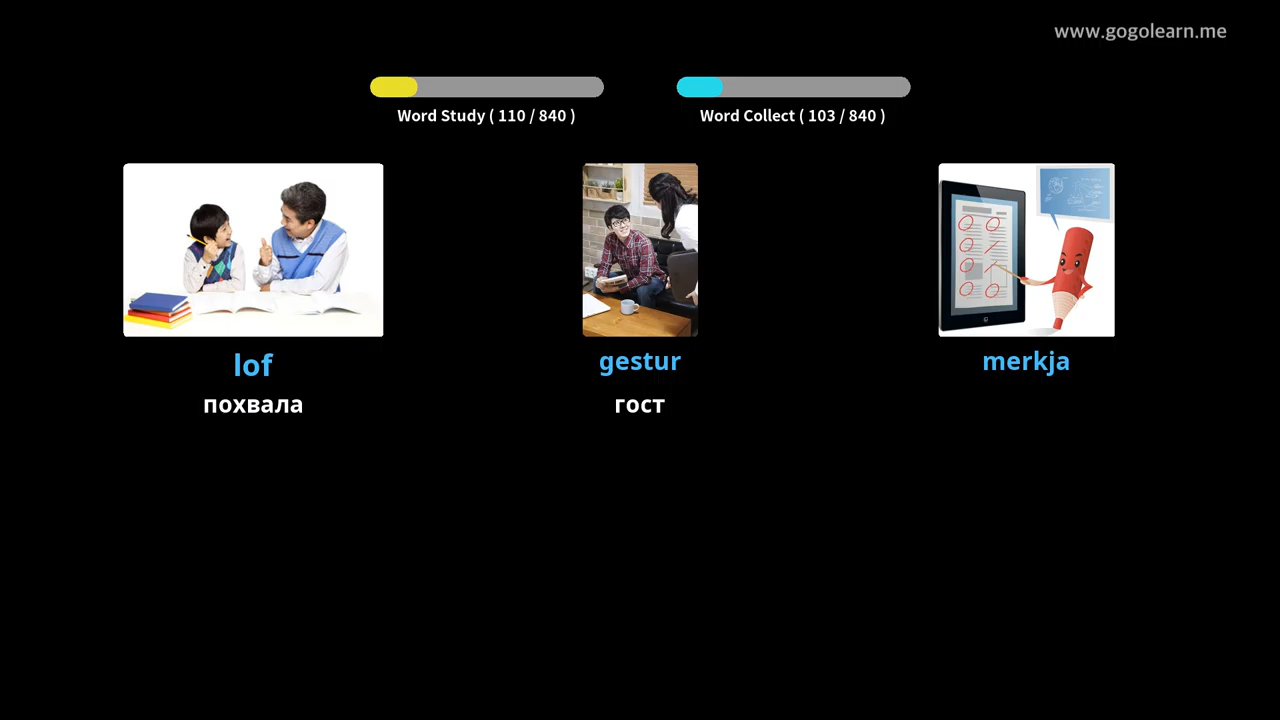 www.gogolearn.me
Word Study ( 110 / 840 )
Word Collect ( 103 / 840 )
lof
gestur
merkja
похвала
гост